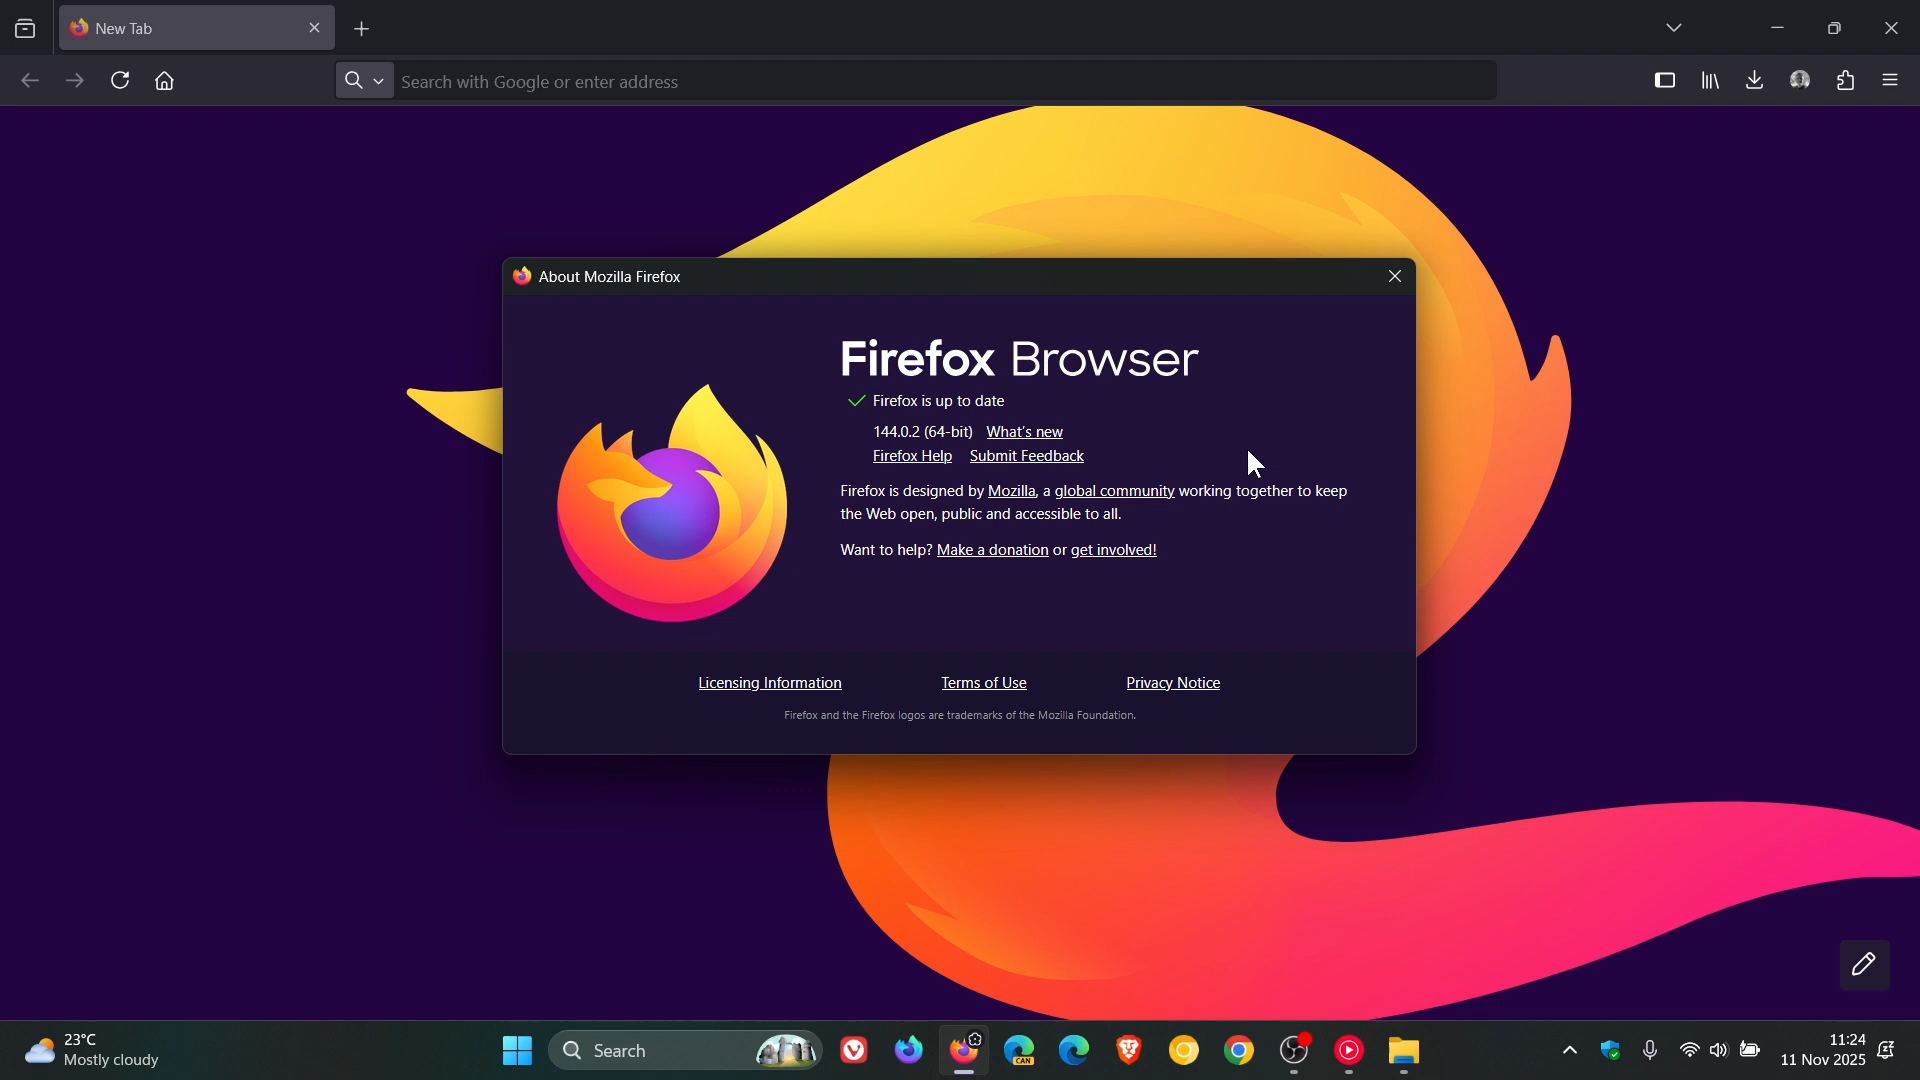 New Tab
Search with Google or enter address
About Mozilla Firefox
Firefox Browser
Firefox is up to date
144.0.2 (64-bit) What's new
Firefox Help Submit Feedback
Firefox is designed by Mozilla, a global community working together to keep
the Web open, public and accessible to all.
Want to help? Make a donation or get involved!
Licensing Information Terms of Use Privacy Notice
Firefox and the Firefox logos are trademarks of the Mozilla Foundation.
23°C
Mostly cloudy
Search
CAN
11:24
11 Nov 2025